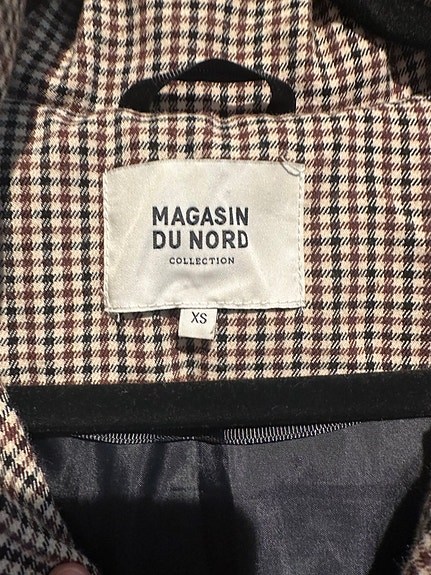 MAGASIN
DU NORD
COLLECTION
XS